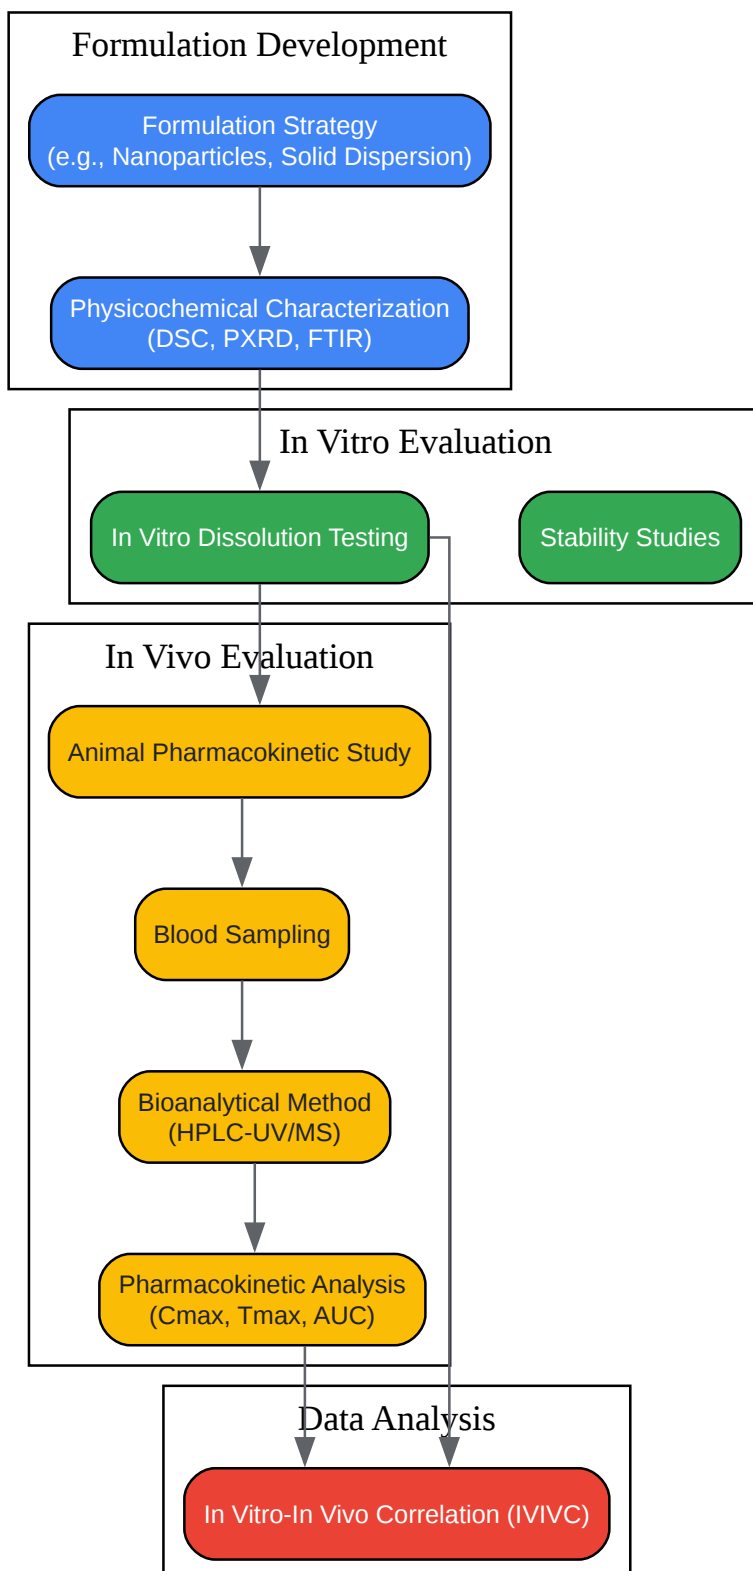 Formulation Development
Formulation Strategy
(e.g., Nanoparticles, Solid Dispersion)
Physicochemical Characterization
(DSC, PXRD, FTIR)
In Vitro Evaluation
In Vitro Dissolution Testing
Stability Studies
In Vivo Evaluation
Animal Pharmacokinetic Study
Blood Sampling
Bioanalytical Method
(HPLC-UV/MS)
Pharmacokinetic Analysis
(Cmax, Tmax, AUC)
Data Analysis
In Vitro-In Vivo Correlation (IVIVC)